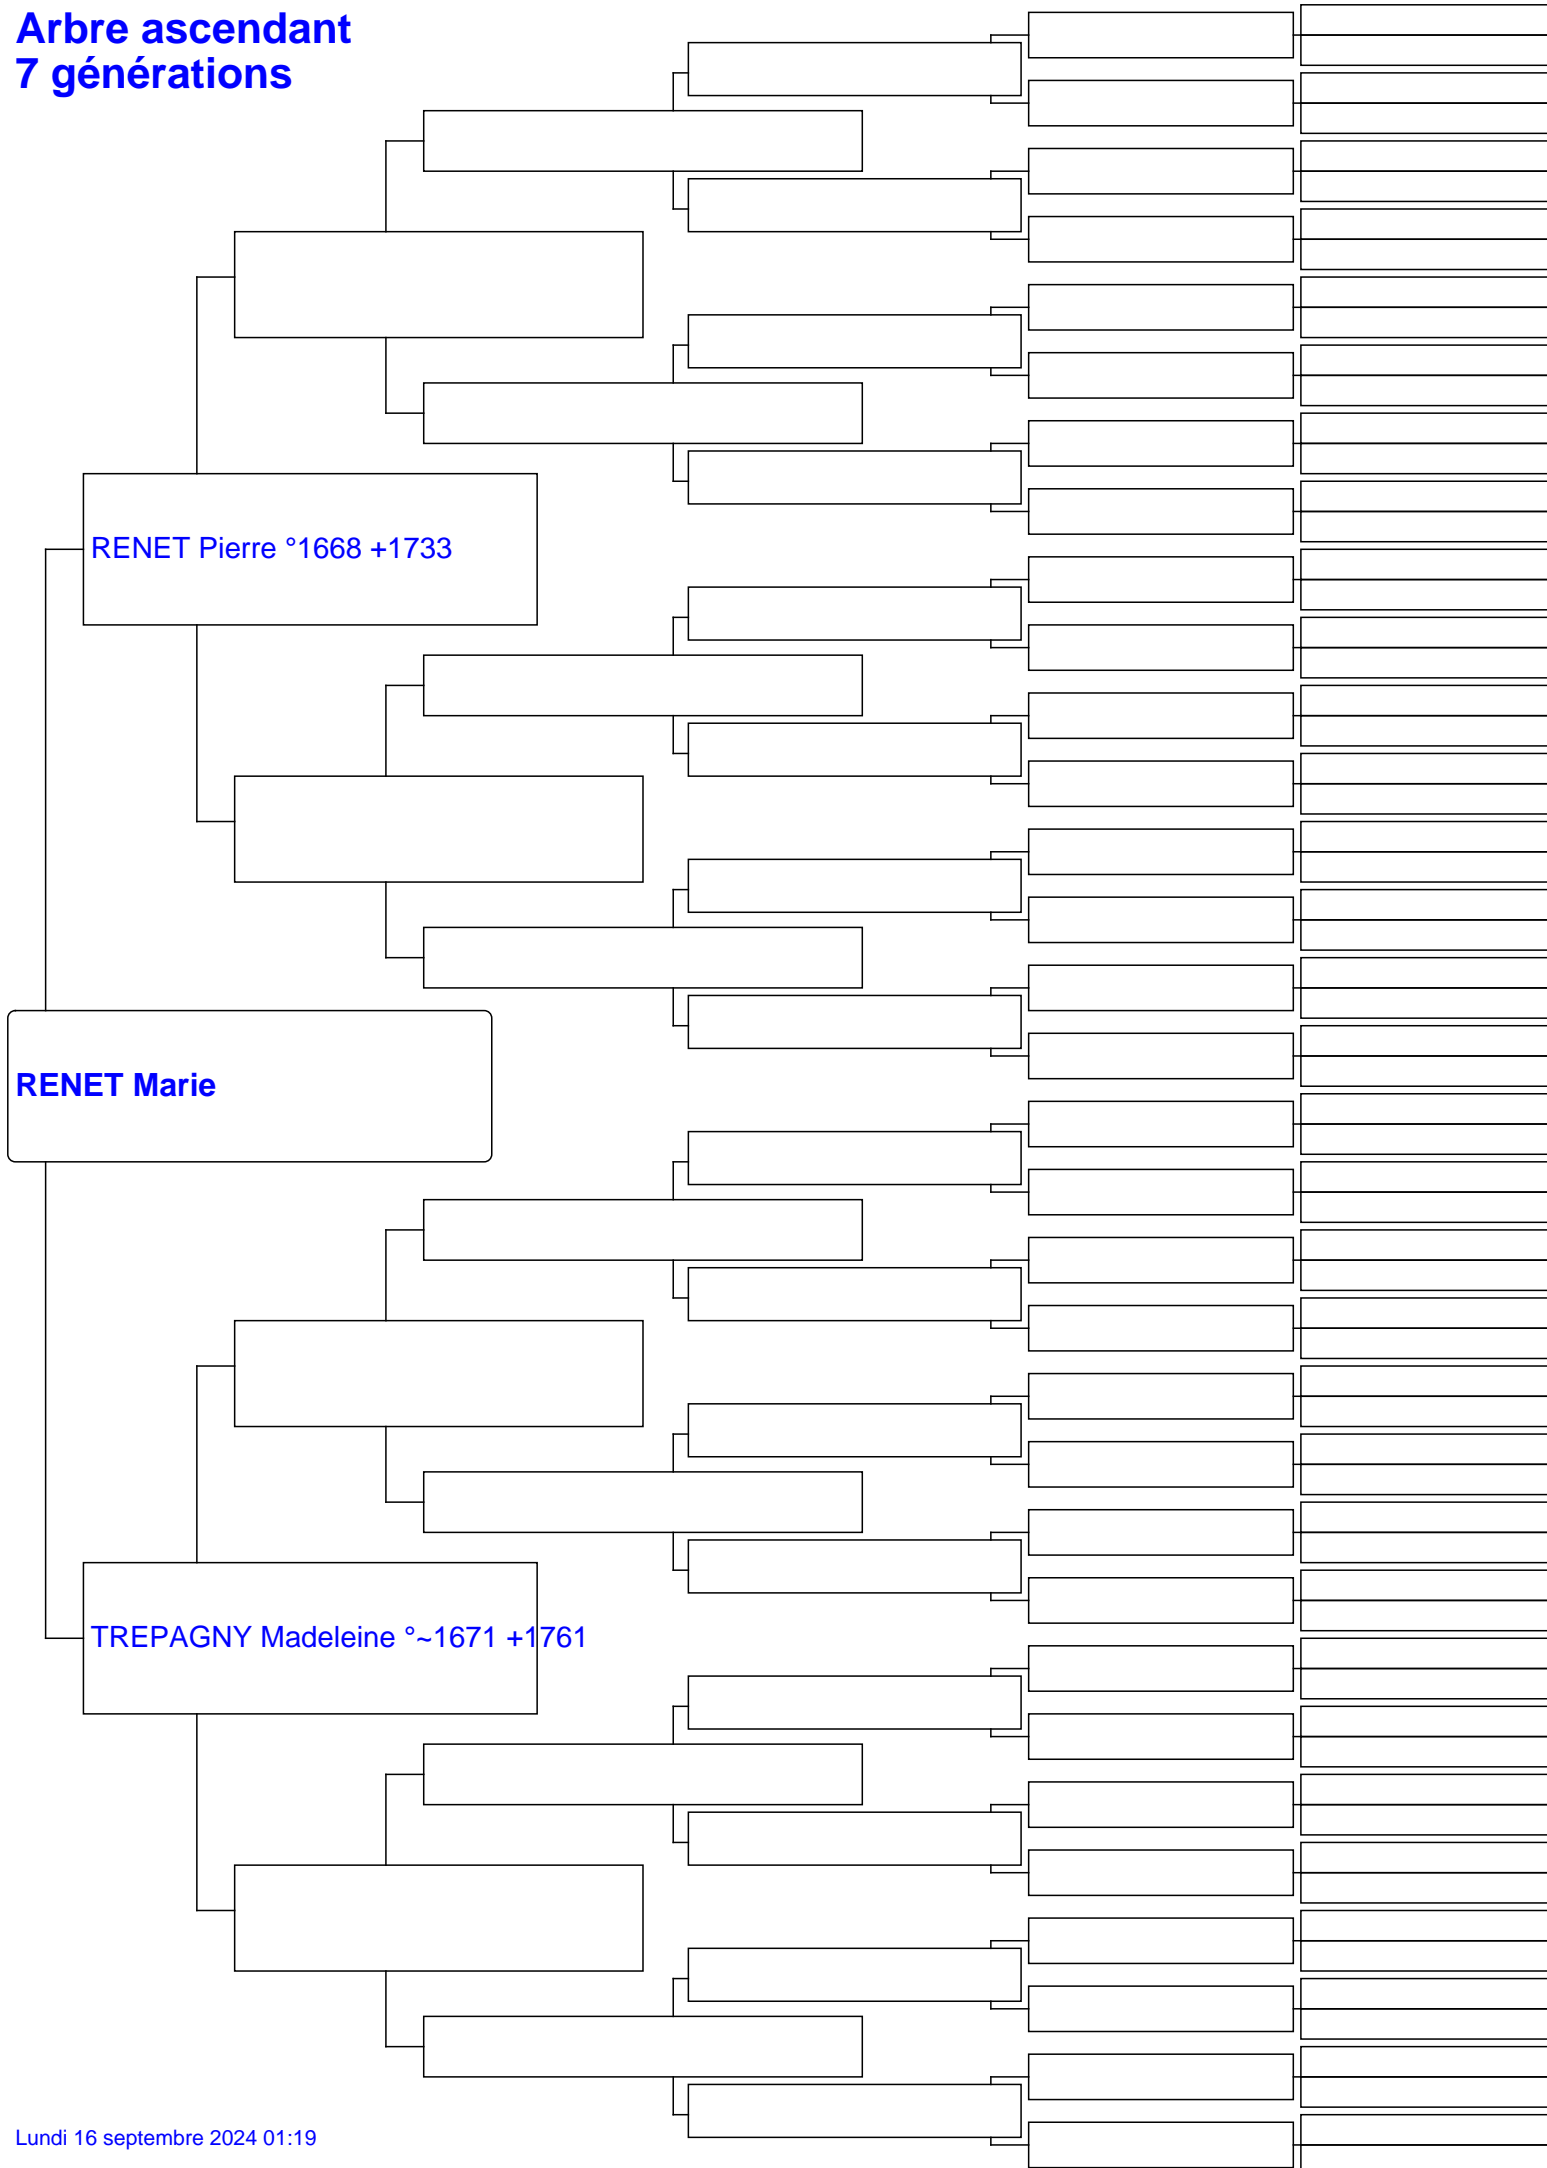 Arbre ascendant
7 générations
RENET Pierre °1668 +1733
RENET Marie
TREPAGNY Madeleine °~1671 +1761
Lundi 16 septembre 2024 01:19